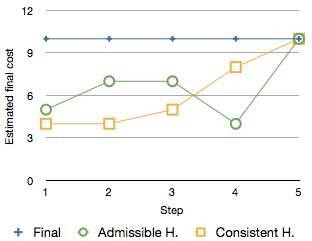 12
9
6
3
0
Estimated final cost
1 2 3 4 5
Step
Final Admissible H. Consistent H.